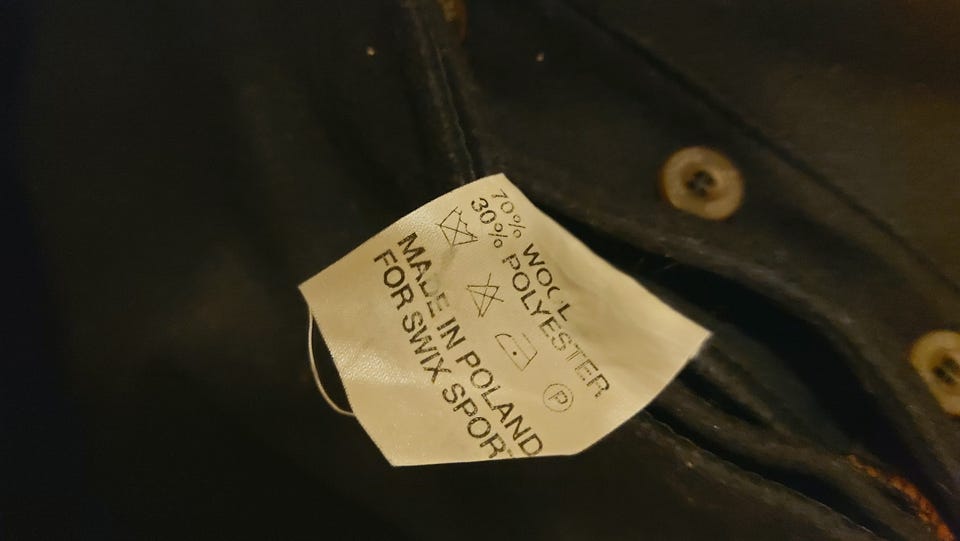 70% WOOL
30% POLYESTER
P
MADE IN POLAND
FOR SWIX SPORT